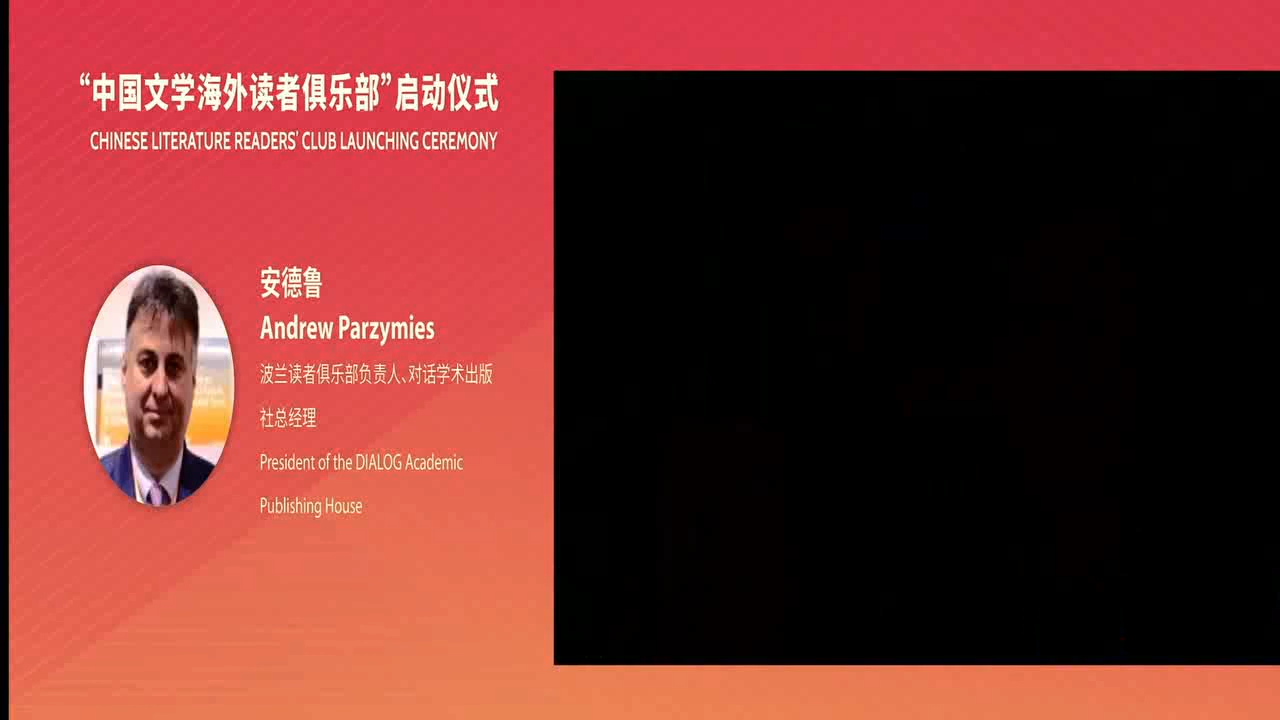 “中国文学海外读者俱乐部”启动仪式
CHINESE LITERATURE READERS' CLUB LAUNCHING CEREMONY
安德鲁
Andrew Parzymies
波兰读者俱乐部负责人、对话学术出版
社总经理
President of the DIALOG Academic
Publishing House